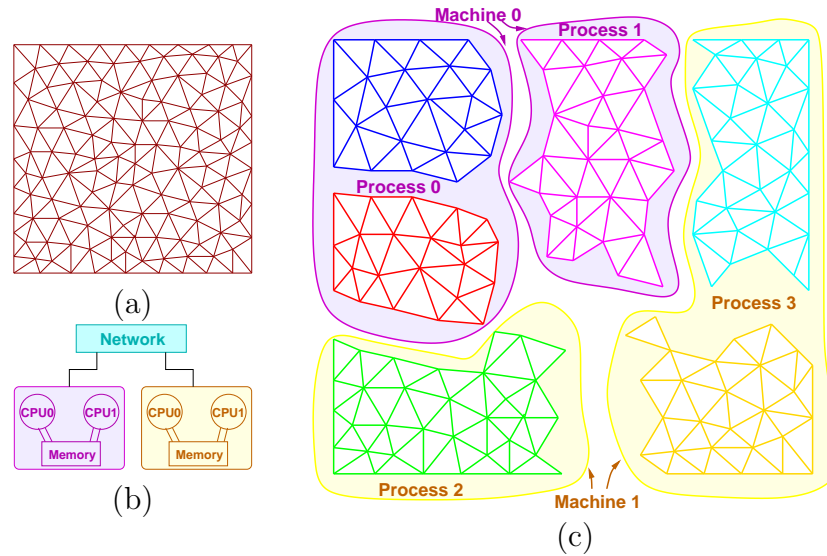 Machine 0
Process 1
Process 0
(a)
Network
CPU0 CPU1 CPU0 CPU1
Memory Memory
(b)
Process 3
Process 2
Machine 1
(c)